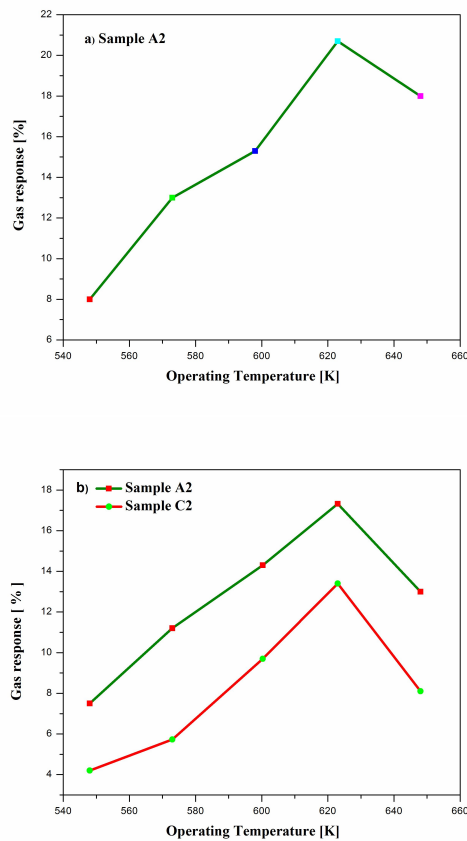 a) Sample A2
Gas response [%]
22
20
18
16
14
12
10
8
6
540 560 580 600 620 640 660
Operating Temperature [K]
b) Sample A2
Sample C2
Gas response [ % ]
18
16
14
12
10
8
6
4
540 560 580 600 620 640 660
Operating Temperature [K]